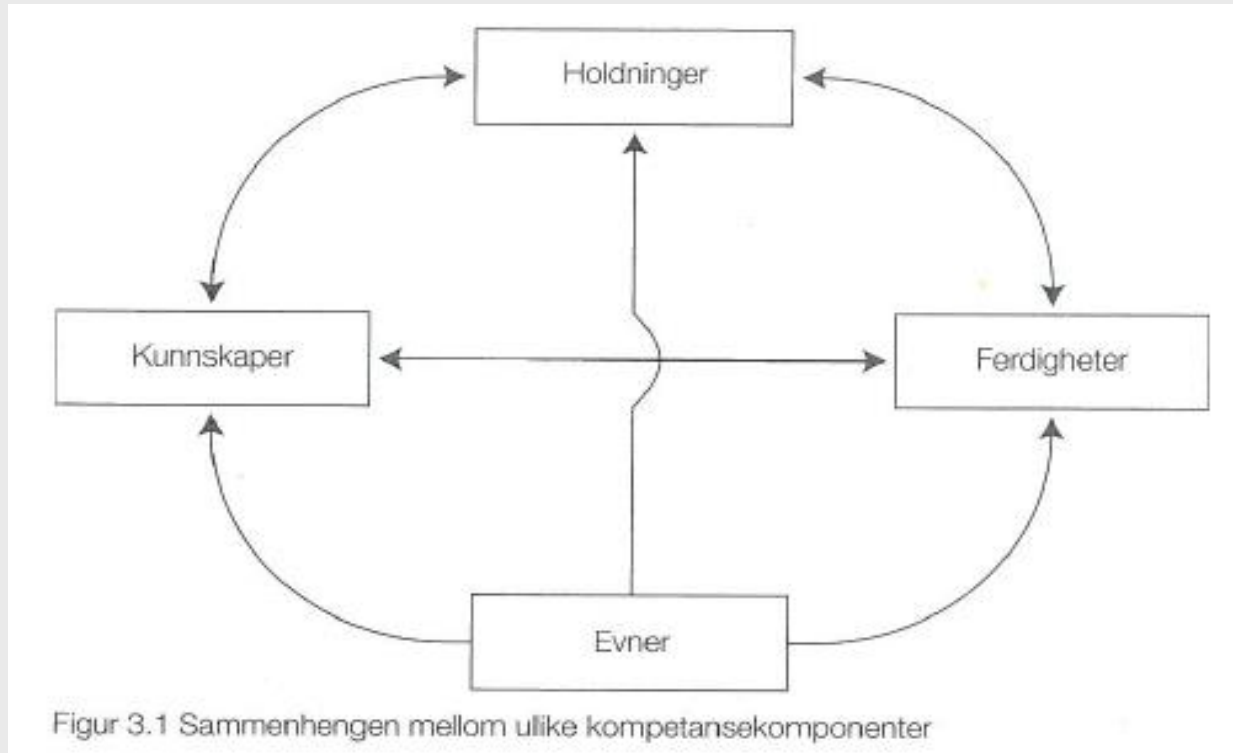 Holdninger
Kunnskaper
Ferdigheter
Evner
Figur 3.1 Sammenhengen mellom ulike kompetansekomponenter